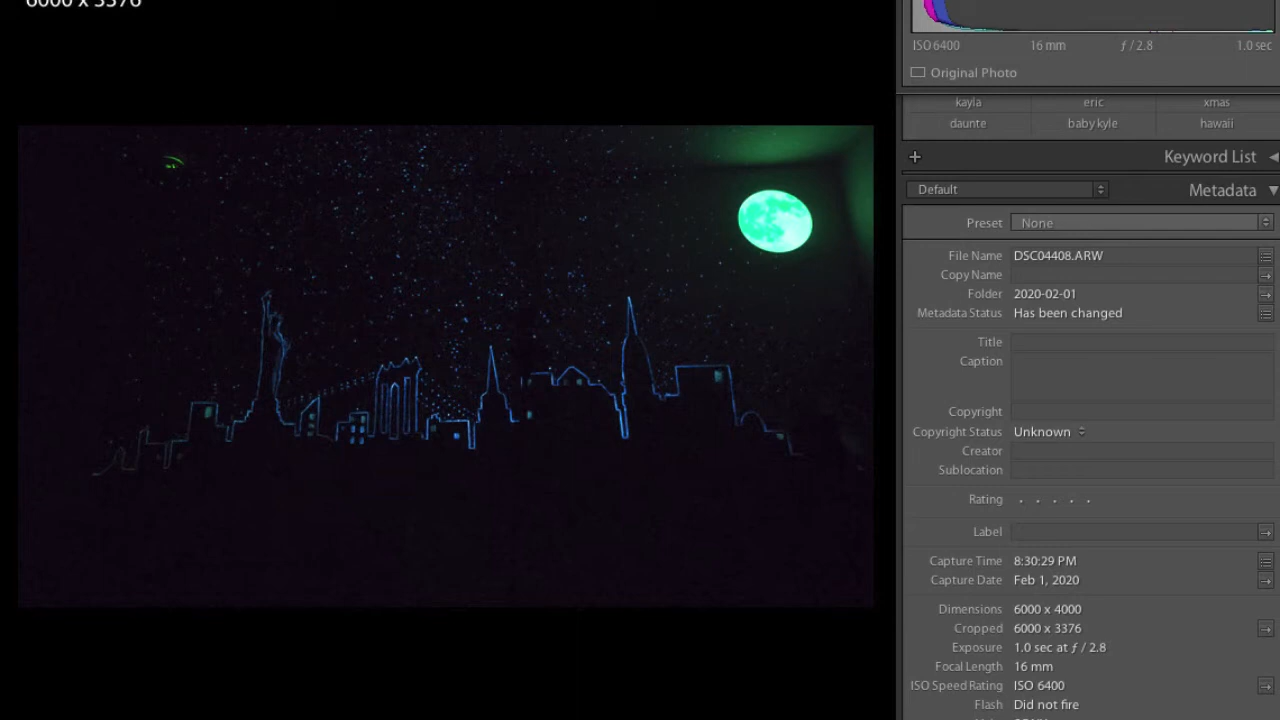 6000 x 3376
ISO 6400 16 mm ƒ / 2.8 1.0 sec
Original Photo
kayla eric xmas
daunte baby kyle hawaii
+ Keyword List
Default Metadata
Preset None
File Name DSC04408.ARW
Copy Name
Folder 2020-02-01
Metadata Status Has been changed
Title
Caption
Copyright
Copyright Status Unknown
Creator
Sublocation
Rating . . . . .
Label
Capture Time 8:30:29 PM
Capture Date Feb 1, 2020
Dimensions 6000 x 4000
Cropped 6000 x 3376
Exposure 1.0 sec at ƒ / 2.8
Focal Length 16 mm
ISO Speed Rating ISO 6400
Flash Did not fire